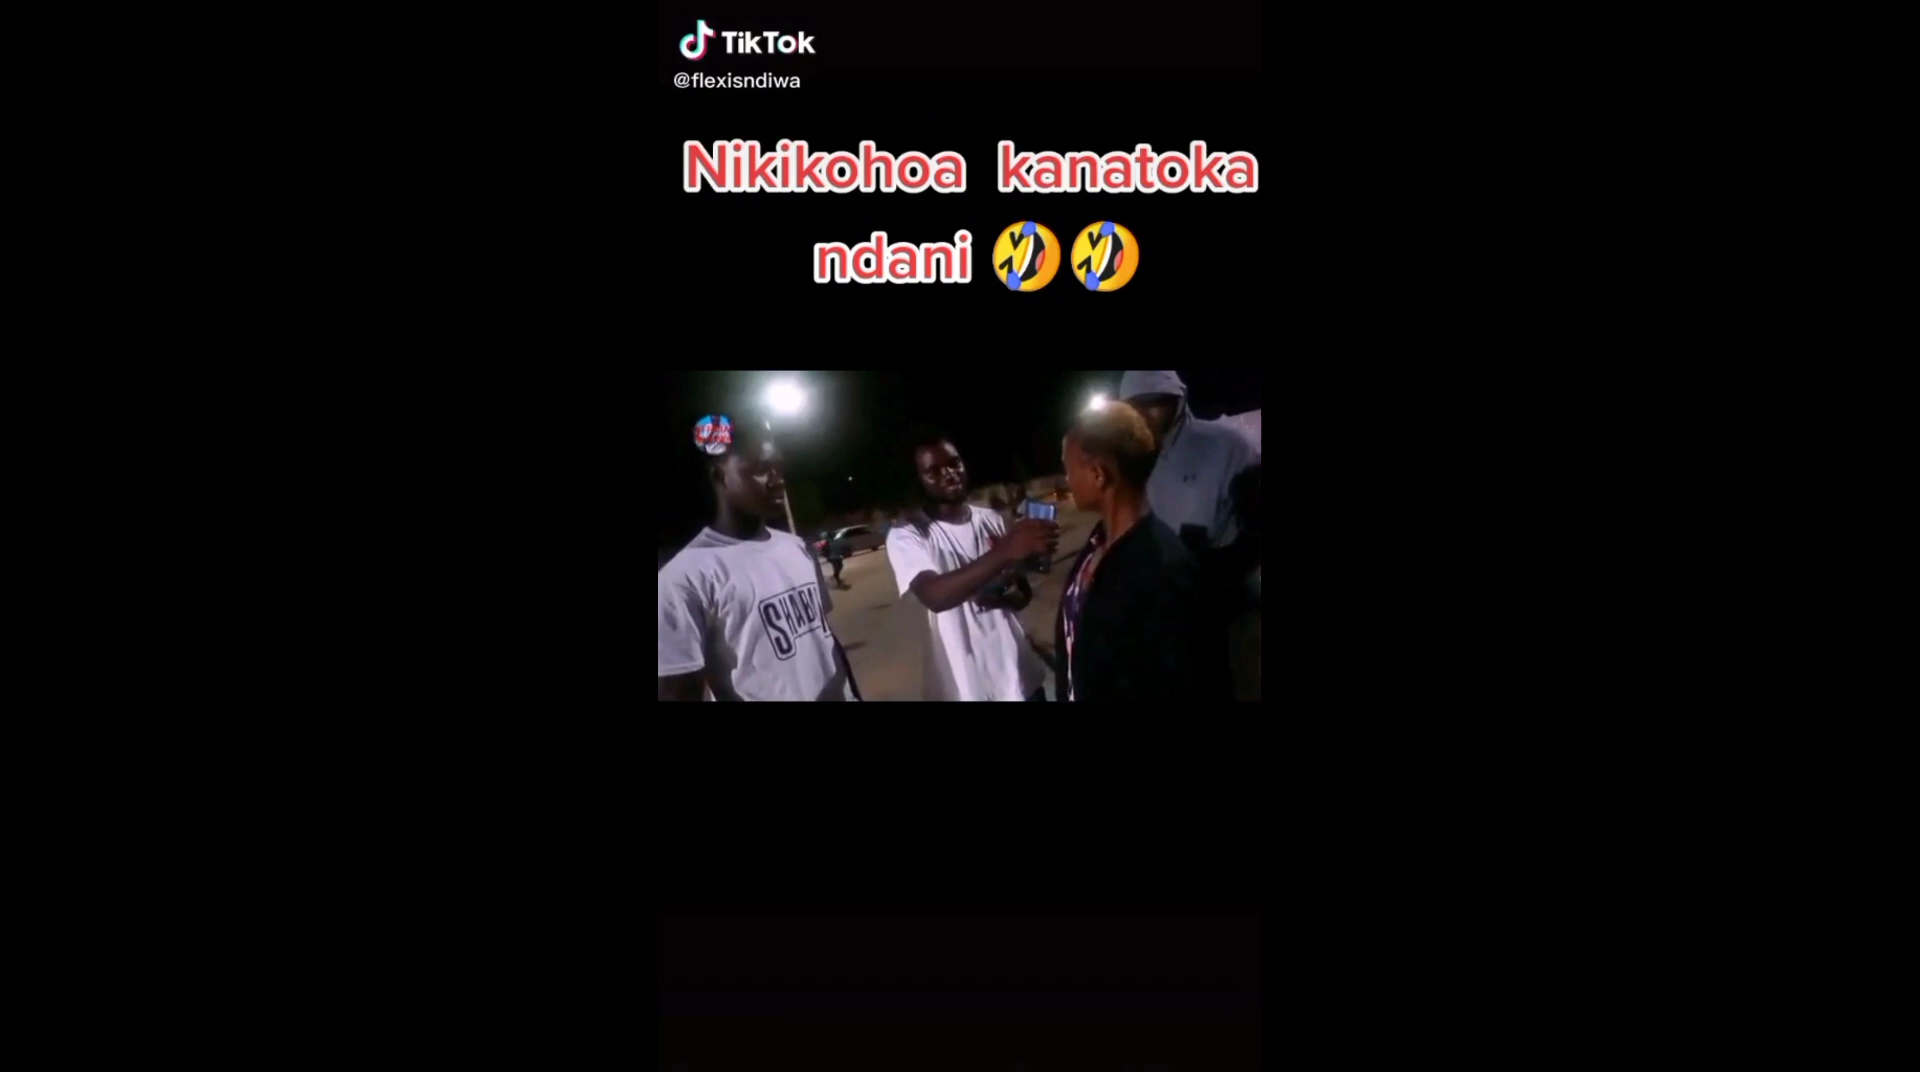 TikTok
@flexisndiwa
Nikikohoa kanatoka
ndani 🤣🤣